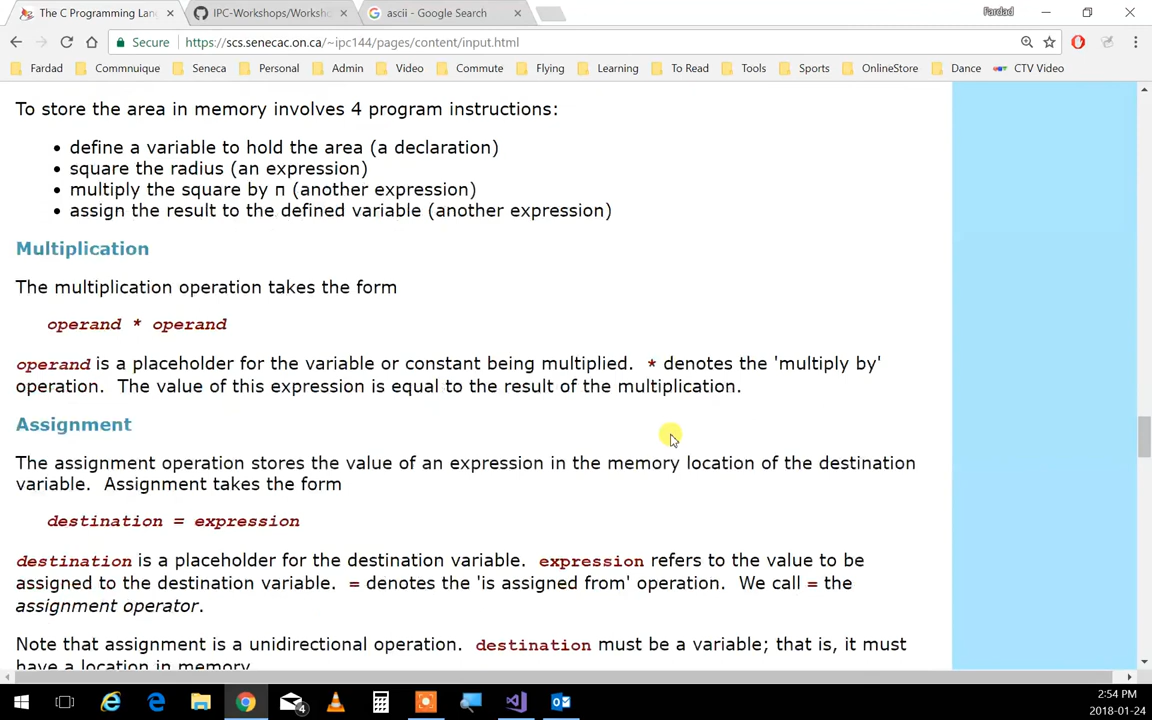 The C Programming Lan
IPC-Workshops/Worksh
ascii - Google Search
Fardad
Secure
https://scs.senecac.on.ca/~ipc144/pages/content/input.html
Fardad
Commnuique
Seneca
Personal
Admin
Video
Commute
Flying
Learning
To Read
Tools
Sports
OnlineStore
Dance
CTV Video
To store the area in memory involves 4 program instructions:
• define a variable to hold the area (a declaration)
• square the radius (an expression)
• multiply the square by π (another expression)
• assign the result to the defined variable (another expression)
Multiplication
The multiplication operation takes the form
operand * operand
operand is a placeholder for the variable or constant being multiplied. * denotes the 'multiply by'
operation. The value of this expression is equal to the result of the multiplication.
Assignment
The assignment operation stores the value of an expression in the memory location of the destination
variable. Assignment takes the form
destination = expression
destination is a placeholder for the destination variable. expression refers to the value to be
assigned to the destination variable. = denotes the 'is assigned from' operation. We call = the
assignment operator.
Note that assignment is a unidirectional operation. destination must be a variable; that is, it must
have a location in memory.
4
2:54 PM
2018-01-24